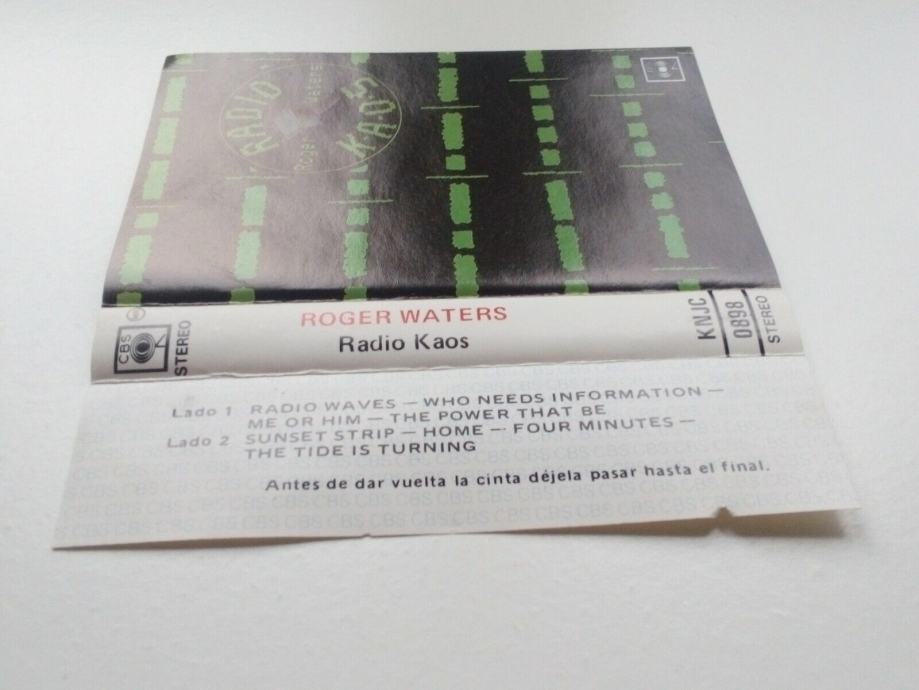 RADIO
KAOS
Roger Waters
ROGER WATERS
Radio Kaos
CBS
STEREO
KNJC
0898
STEREO
Lado 1 RADIO WAVES — WHO NEEDS INFORMATION —
ME OR HIM — THE POWER THAT BE
Lado 2 SUNSET STRIP — HOME — FOUR MINUTES —
THE TIDE IS TURNING
Antes de dar vuelta la cinta déjela pasar hasta el final.